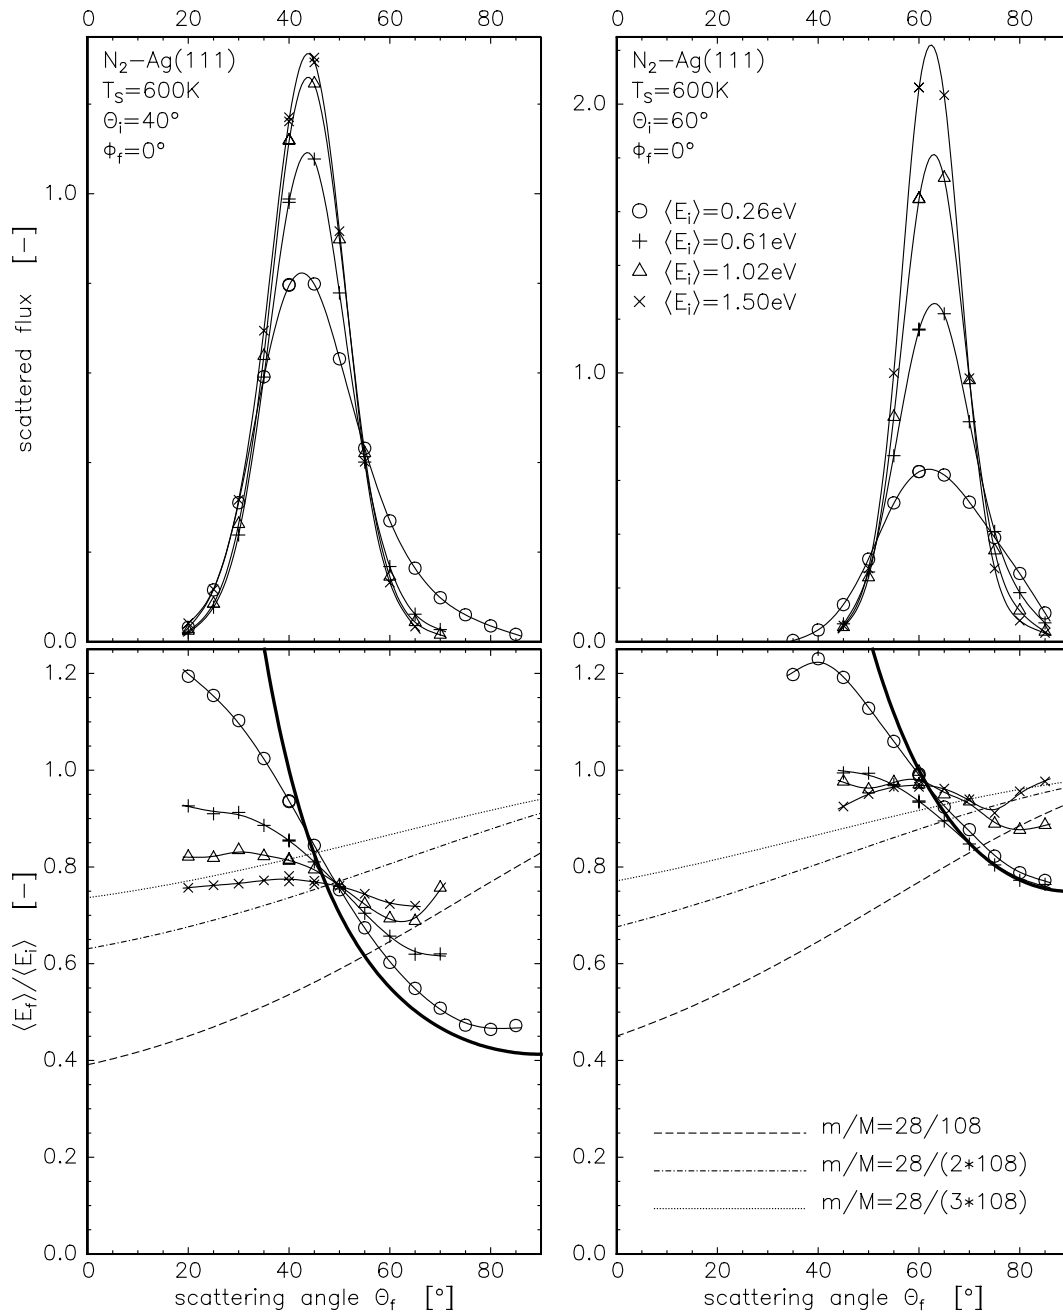 0 20 40 60 80
0 20 40 60 80
N₂−Ag(111)
Tₛ=600K
Θᵢ=40°
Φ_f=0°
1.0
0.0
scattered flux [−]
N₂−Ag(111)
Tₛ=600K
Θᵢ=60°
Φ_f=0°
⟨Eᵢ⟩=0.26eV
⟨Eᵢ⟩=0.61eV
⟨Eᵢ⟩=1.02eV
⟨Eᵢ⟩=1.50eV
2.0
1.0
0.0
1.2
1.0
0.8
0.6
0.4
0.2
0.0
⟨E_f⟩/⟨Eᵢ⟩ [−]
1.2
1.0
0.8
0.6
0.4
0.2
0.0
m/M=28/108
m/M=28/(2*108)
m/M=28/(3*108)
0 20 40 60 80
0 20 40 60 80
scattering angle Θ_f [°]
scattering angle Θ_f [°]